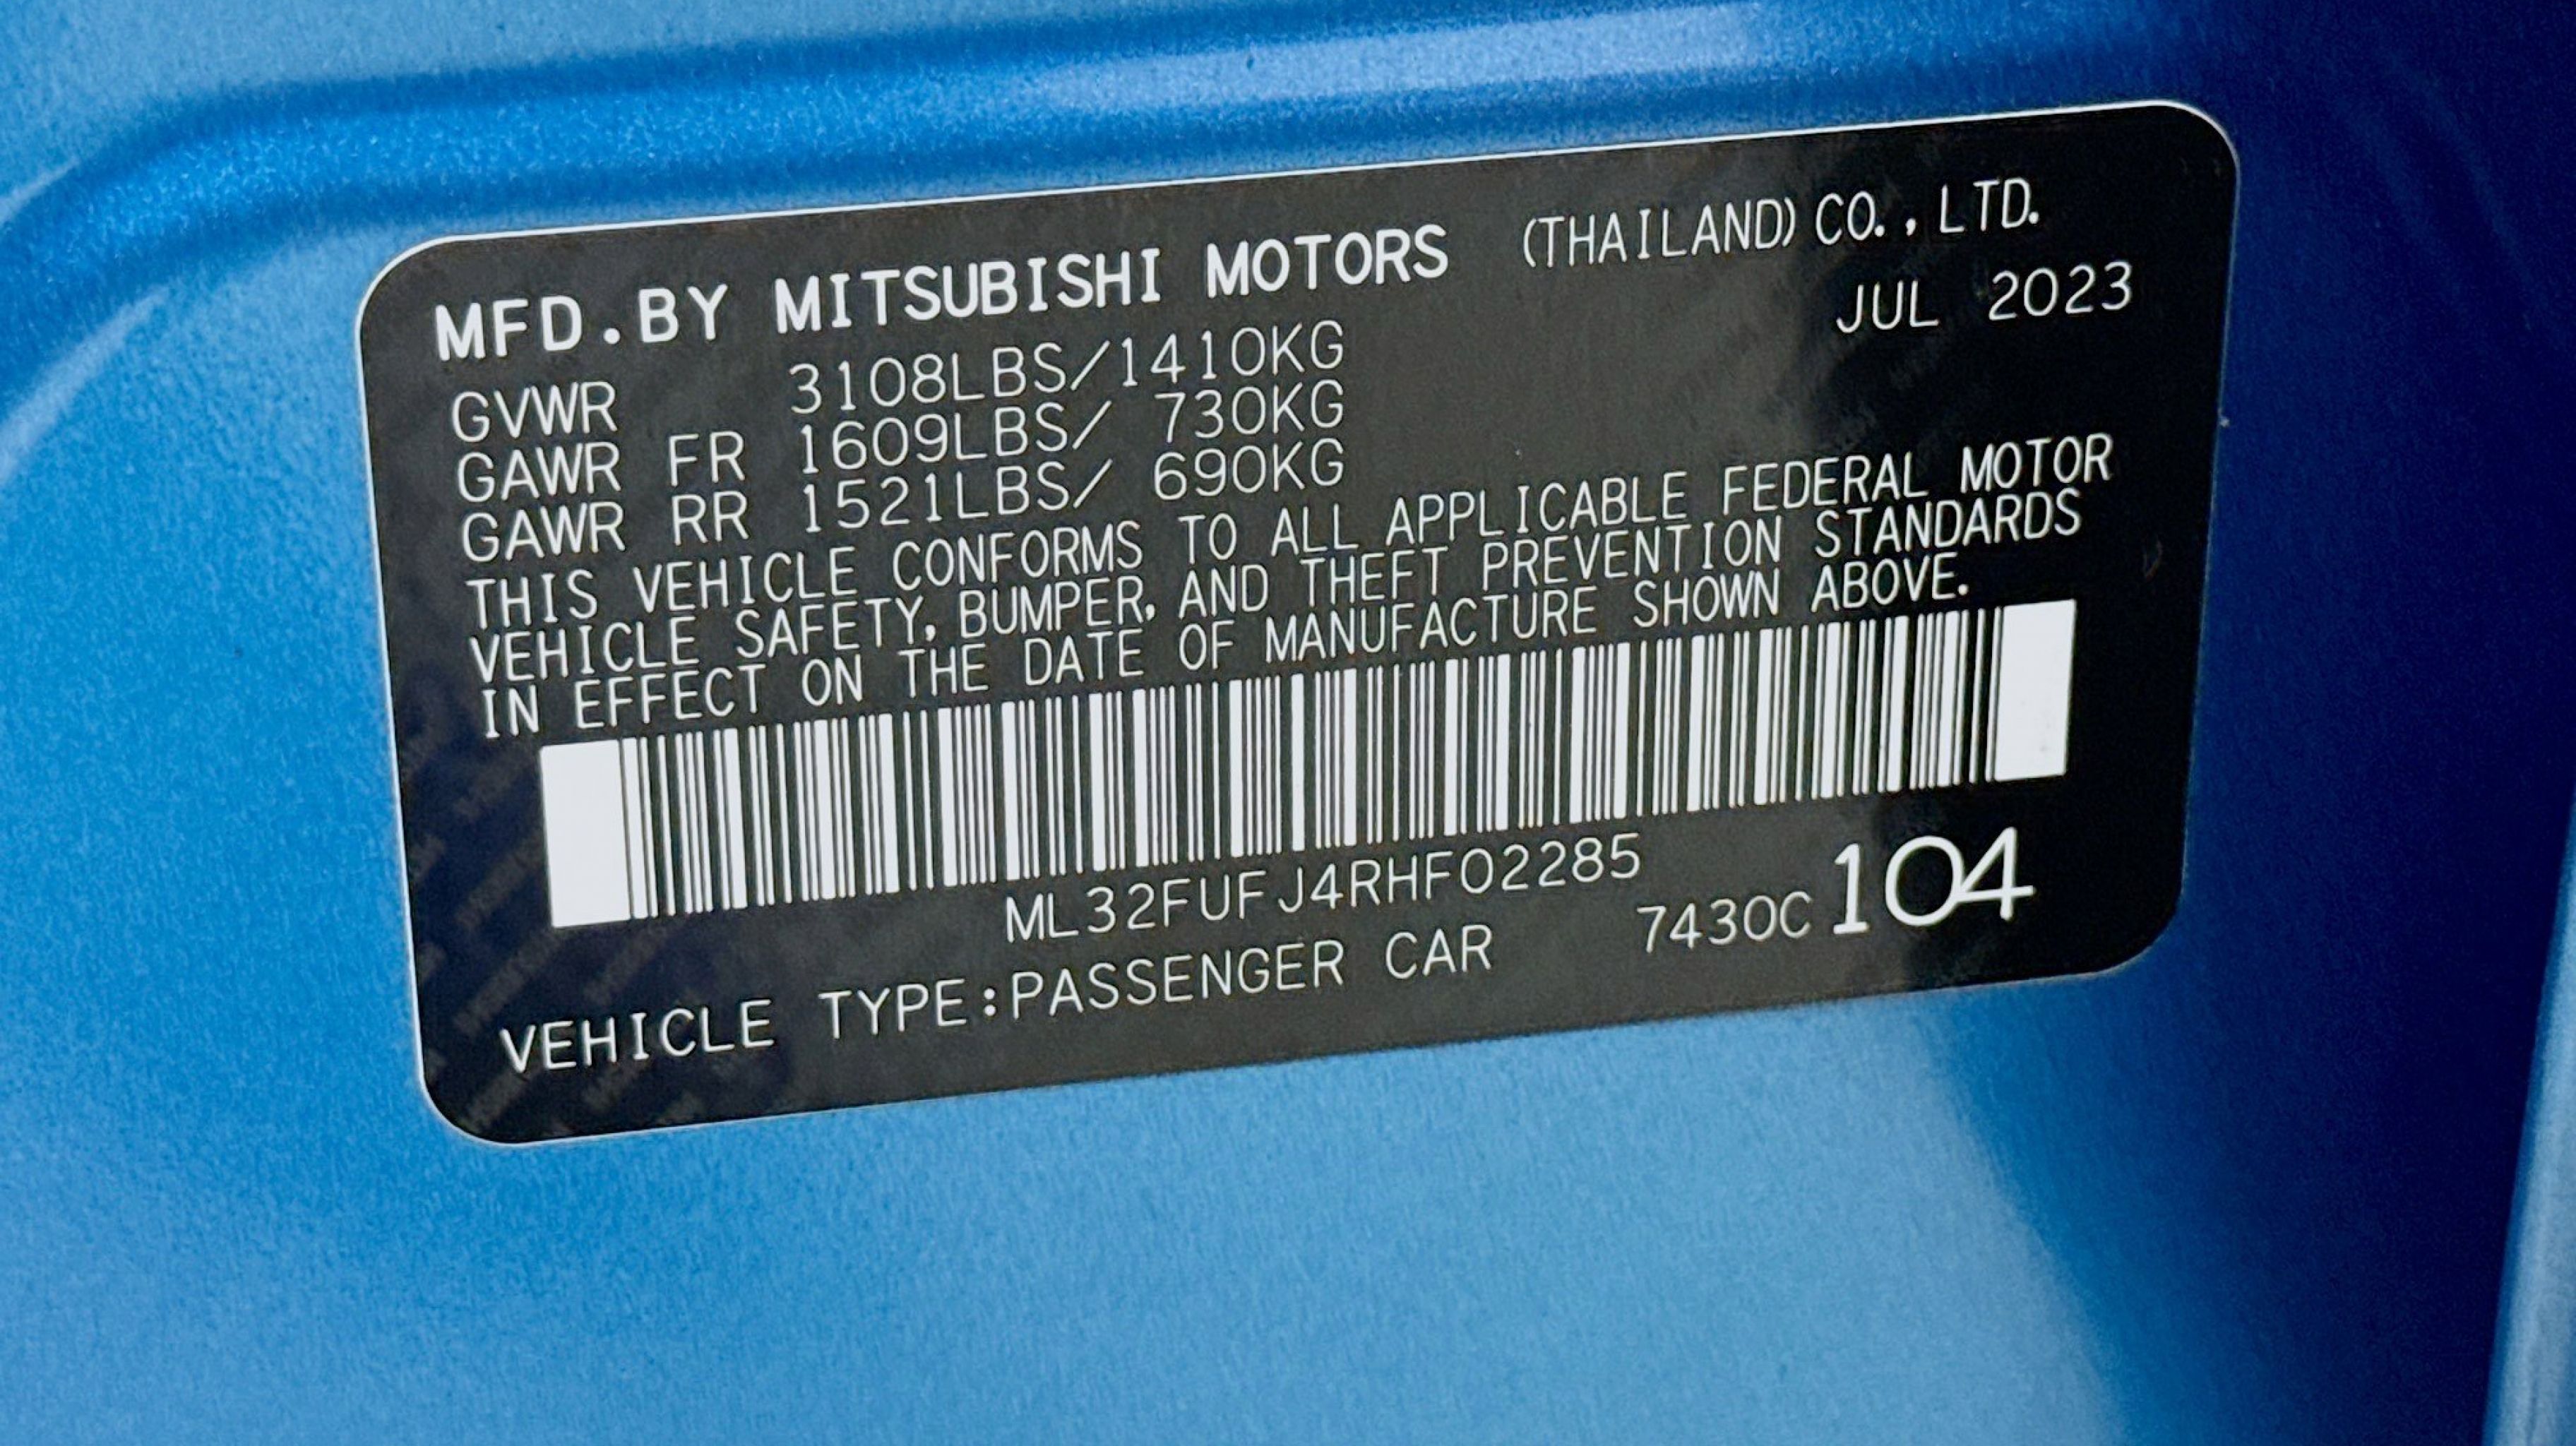 MFD.BY MITSUBISHI MOTORS (THAILAND) CO., LTD.
JUL 2023
GVWR 3108LBS/1410KG
GAWR FR 1609LBS/ 730KG
GAWR RR 1521LBS/ 690KG
THIS VEHICLE CONFORMS TO ALL APPLICABLE FEDERAL MOTOR
VEHICLE SAFETY, BUMPER, AND THEFT PREVENTION STANDARDS
IN EFFECT ON THE DATE OF MANUFACTURE SHOWN ABOVE.
ML32FUFJ4RHF02285
VEHICLE TYPE:PASSENGER CAR 7430C 104